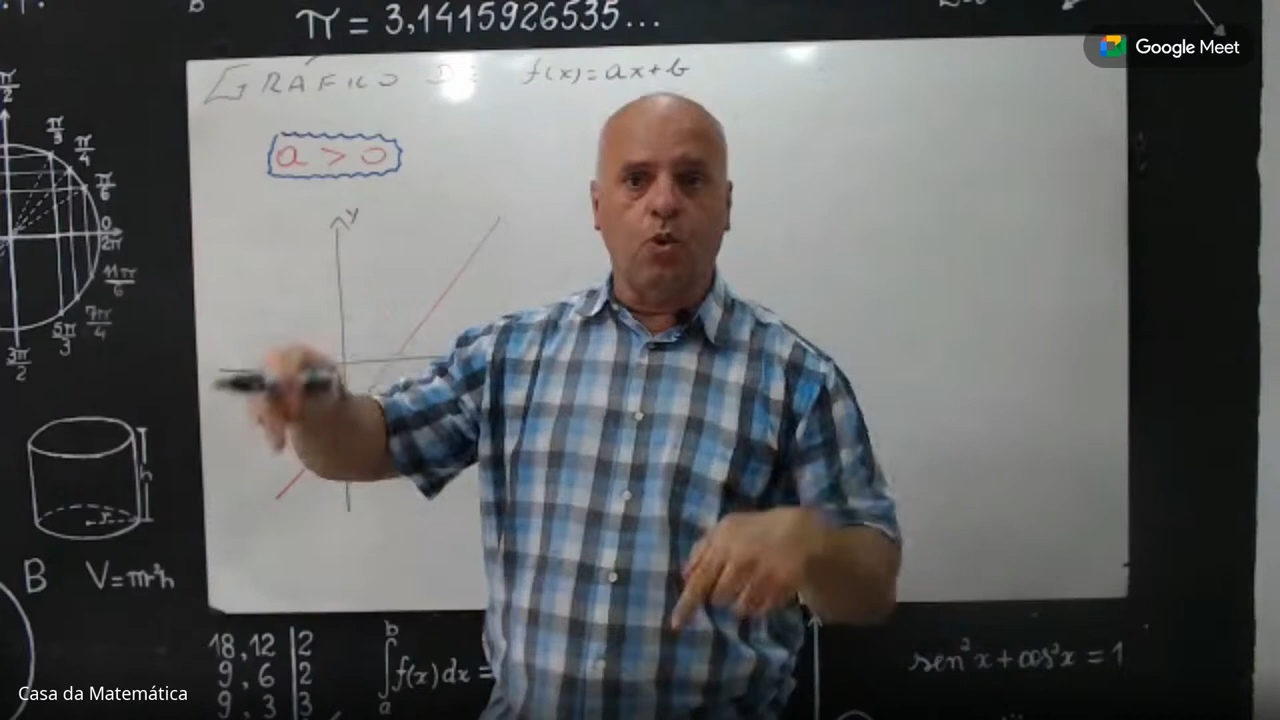 π = 3,1415926535...
Google Meet
GRÁFICO DE f(x)=ax+b
a > 0
y
π/2
π/3
π/4
π/6
0
2π
11π/6
7π/4
5π/3
3π/2
h
r
B V=πr²h
18,12 | 2
9,6 | 2
9,3 | 3
∫ₐᵇ f(x)dx =
sen²x + cos²x = 1
Casa da Matemática